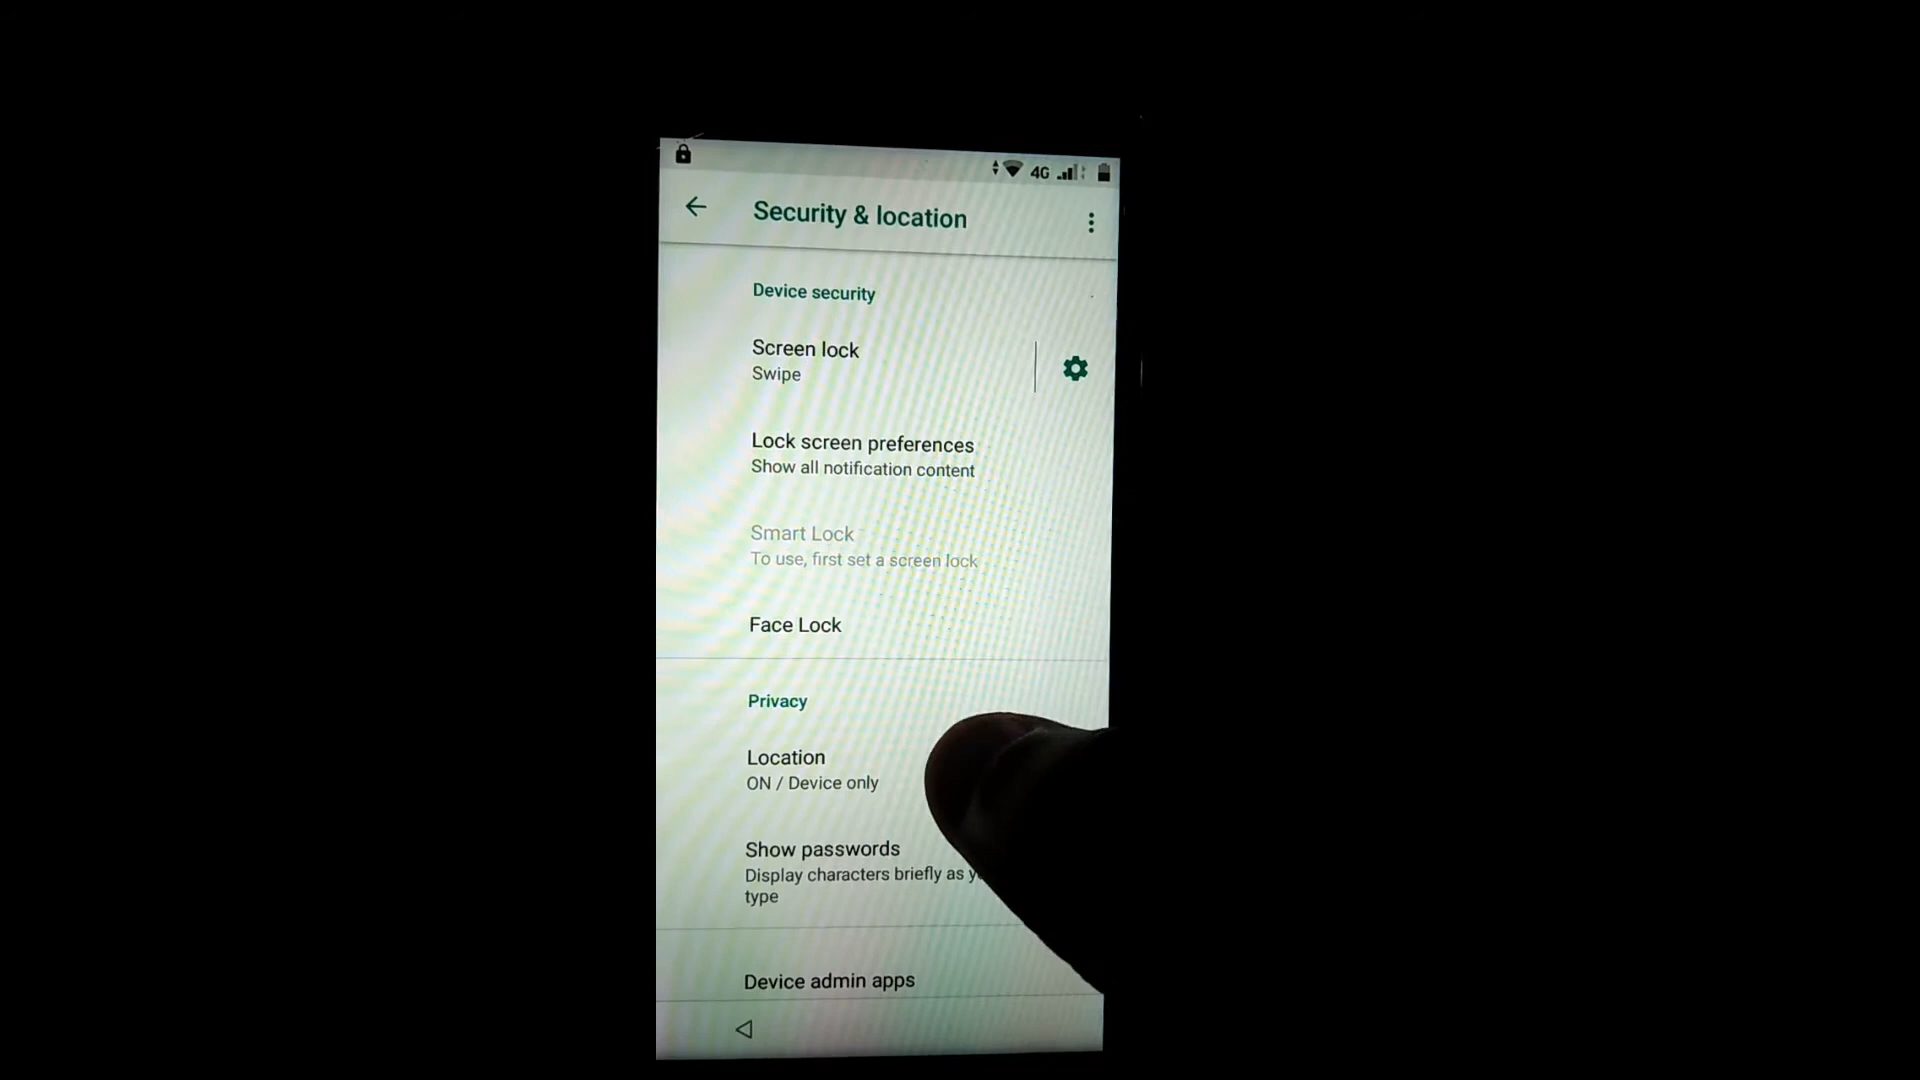 4G
Security & location
Device security
Screen lock
Swipe
Lock screen preferences
Show all notification content
Smart Lock
To use, first set a screen lock
Face Lock
Privacy
Location
ON / Device only
Show passwords
Display characters briefly as
type
Device admin apps